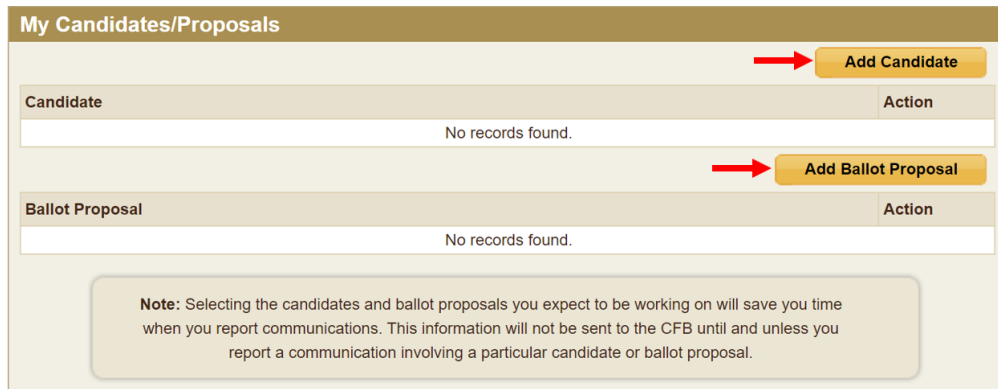 My Candidates/Proposals
Add Candidate
Candidate Action
No records found.
Add Ballot Proposal
Ballot Proposal Action
No records found.
Note: Selecting the candidates and ballot proposals you expect to be working on will save you time
when you report communications. This information will not be sent to the CFB until and unless you
report a communication involving a particular candidate or ballot proposal.